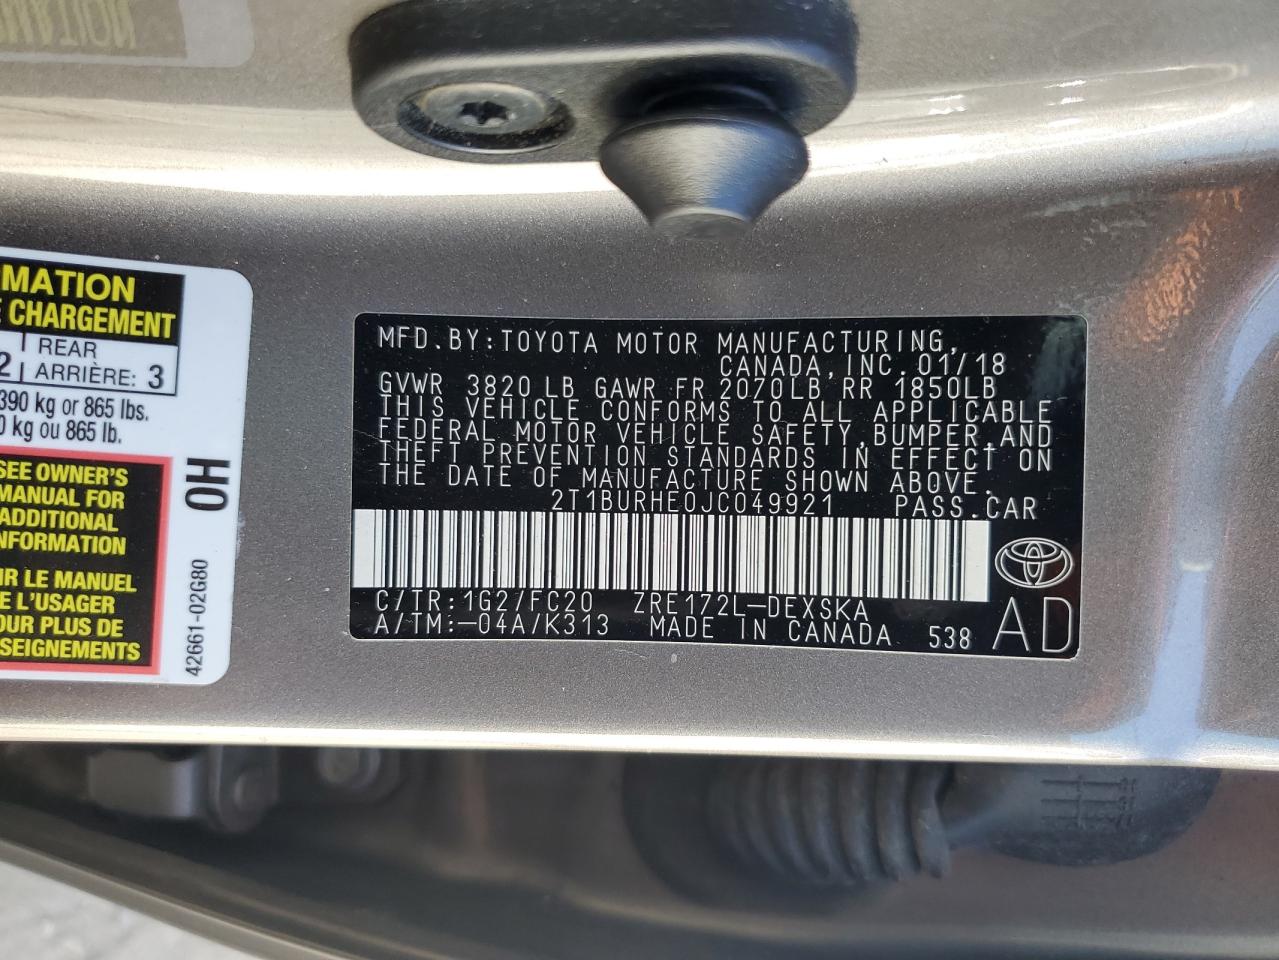 MATION
E CHARGEMENT
2 REAR
ARRIÈRE: 3
390 kg or 865 lbs.
0 kg ou 865 lb.
SEE OWNER'S
MANUAL FOR
ADDITIONAL
NFORMATION
IR LE MANUEL
E L'USAGER
OUR PLUS DE
SEIGNEMENTS
OH
42661-02G80
MFD.BY:TOYOTA MOTOR MANUFACTURING,
CANADA,INC.01/18
GVWR 3820LB GAWR FR 2070LB RR 1850LB
THIS VEHICLE CONFORMS TO ALL APPLICABLE
FEDERAL MOTOR VEHICLE SAFETY,BUMPER,AND
THEFT PREVENTION STANDARDS IN EFFECT ON
THE DATE OF MANUFACTURE SHOWN ABOVE.
2T1BURHE0JC049921 PASS.CAR
C/TR:1G2/FC20 ZRE172L-DEXSKA
A/TM:-04A/K313 MADE IN CANADA 538 AD